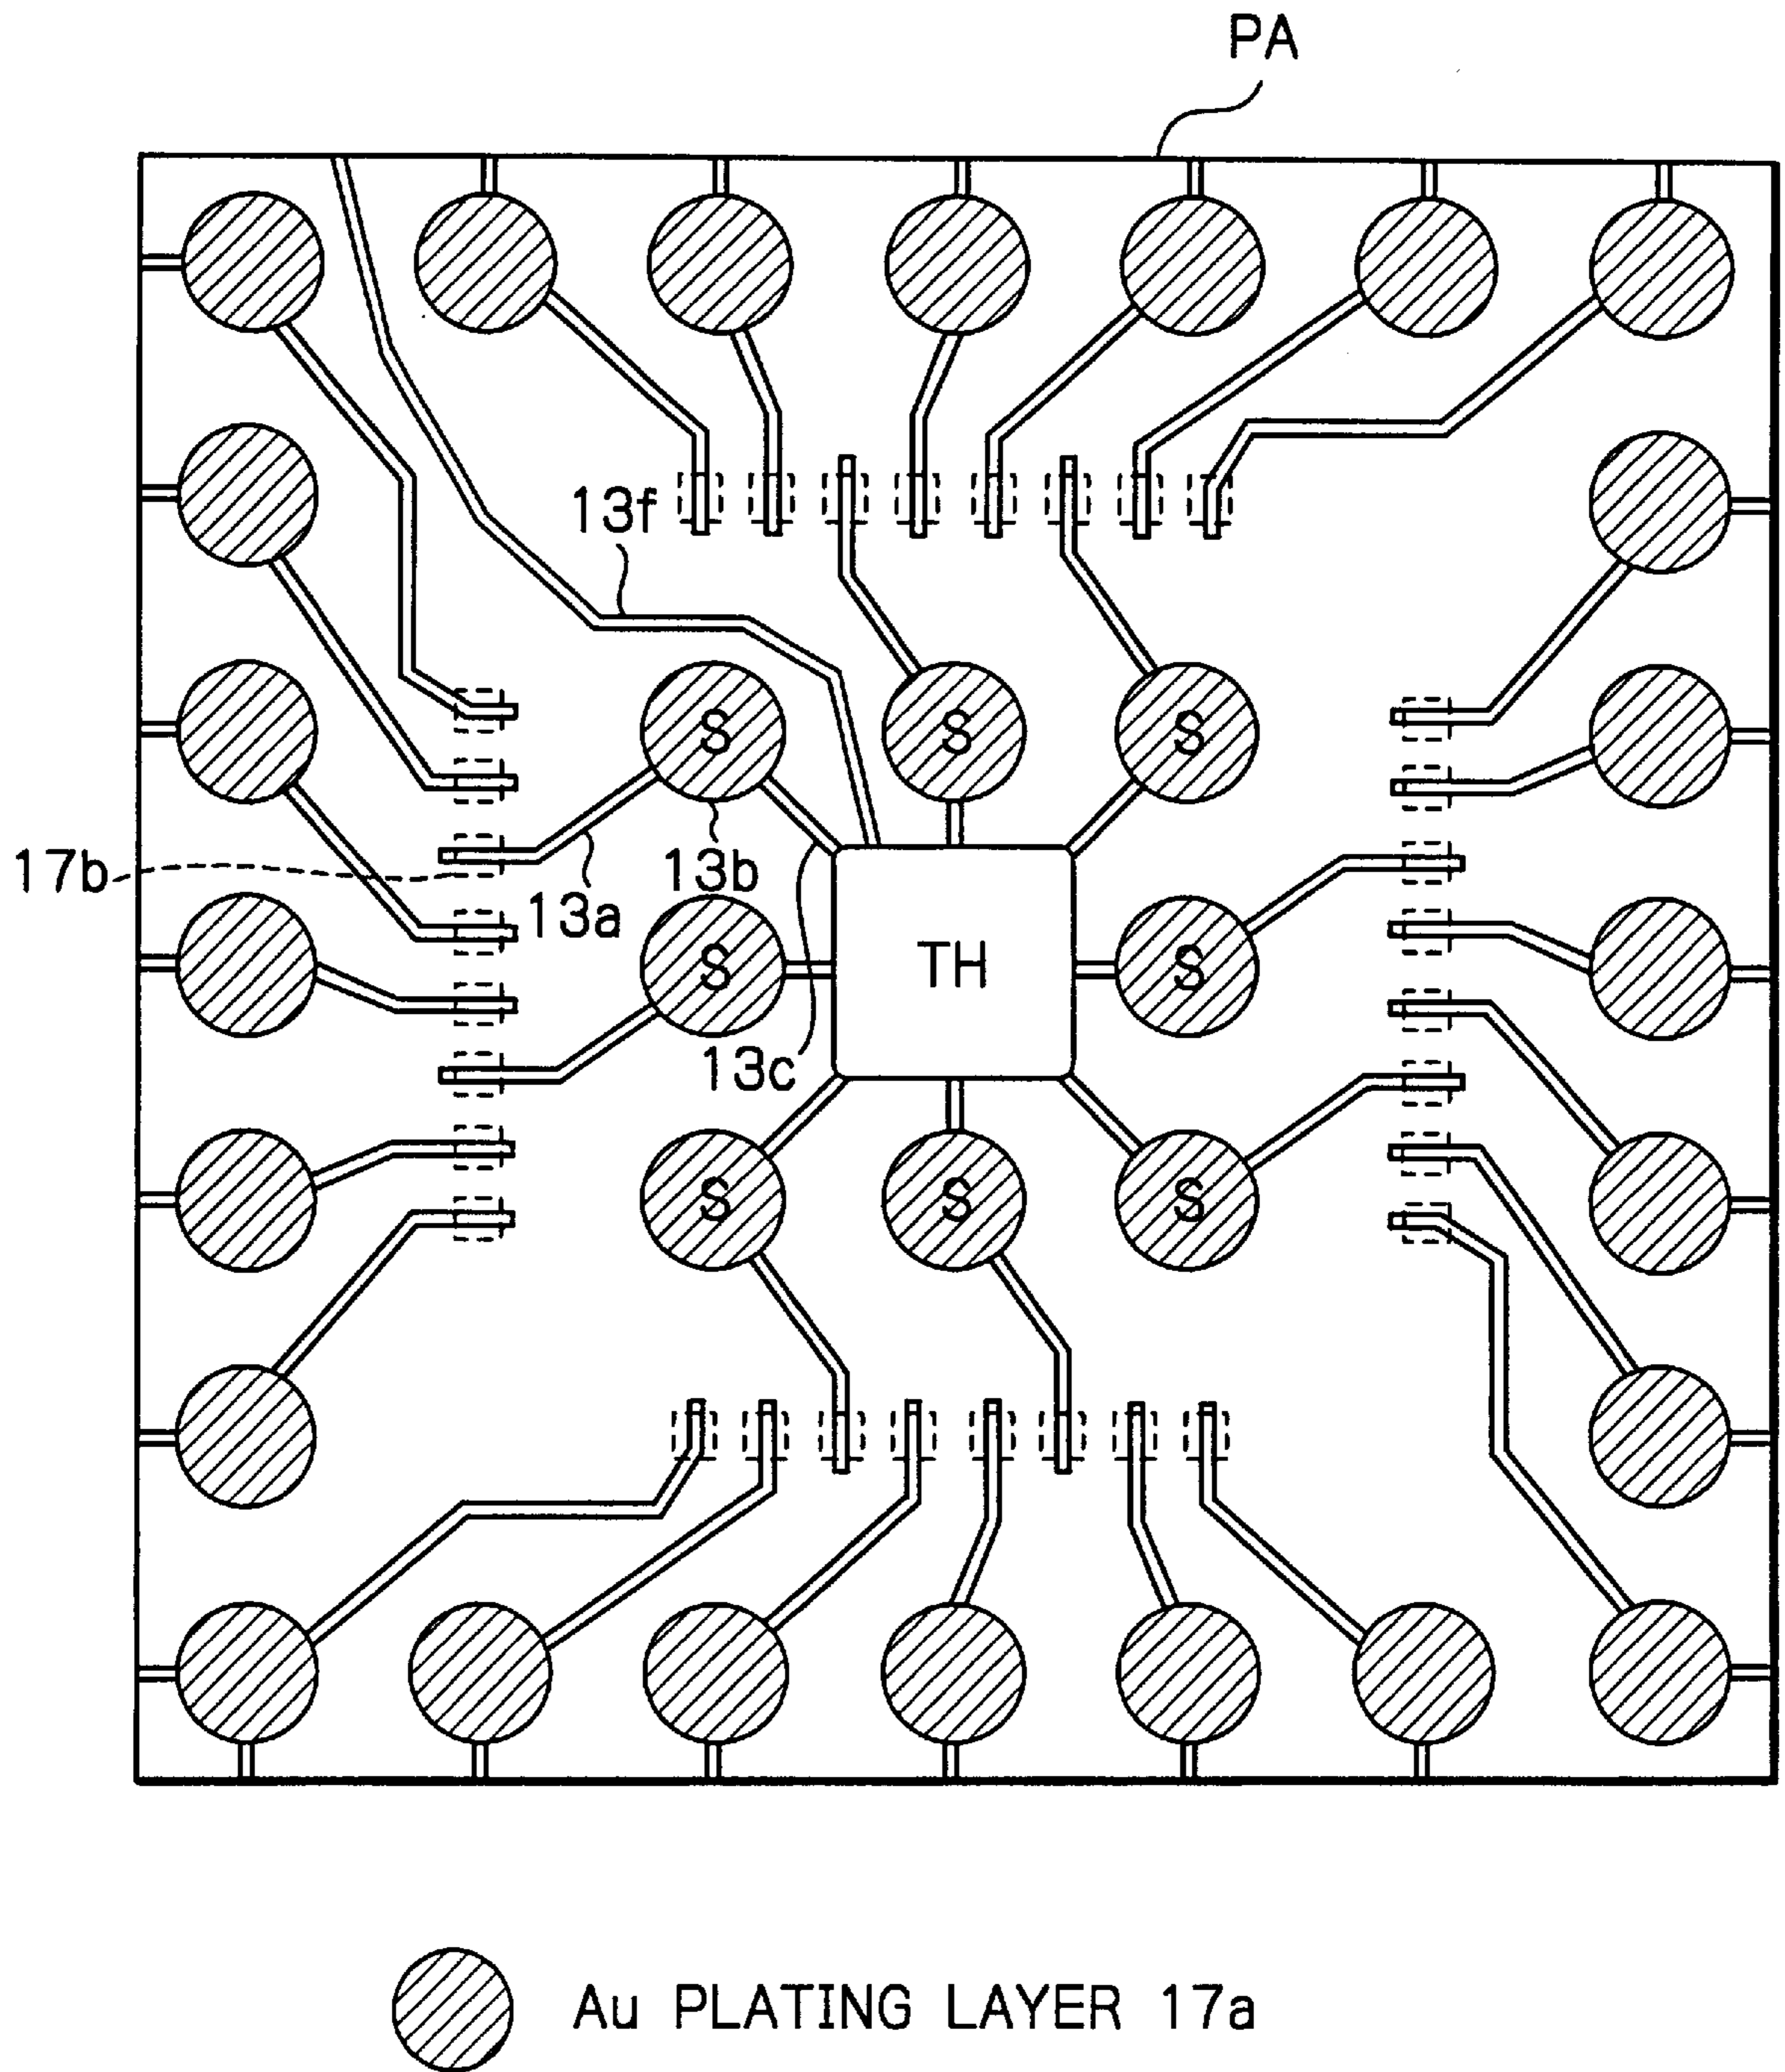 PA
13f
S S S
17b
13a
13b
S
TH
S
13c
S S S
Au PLATING LAYER 17a